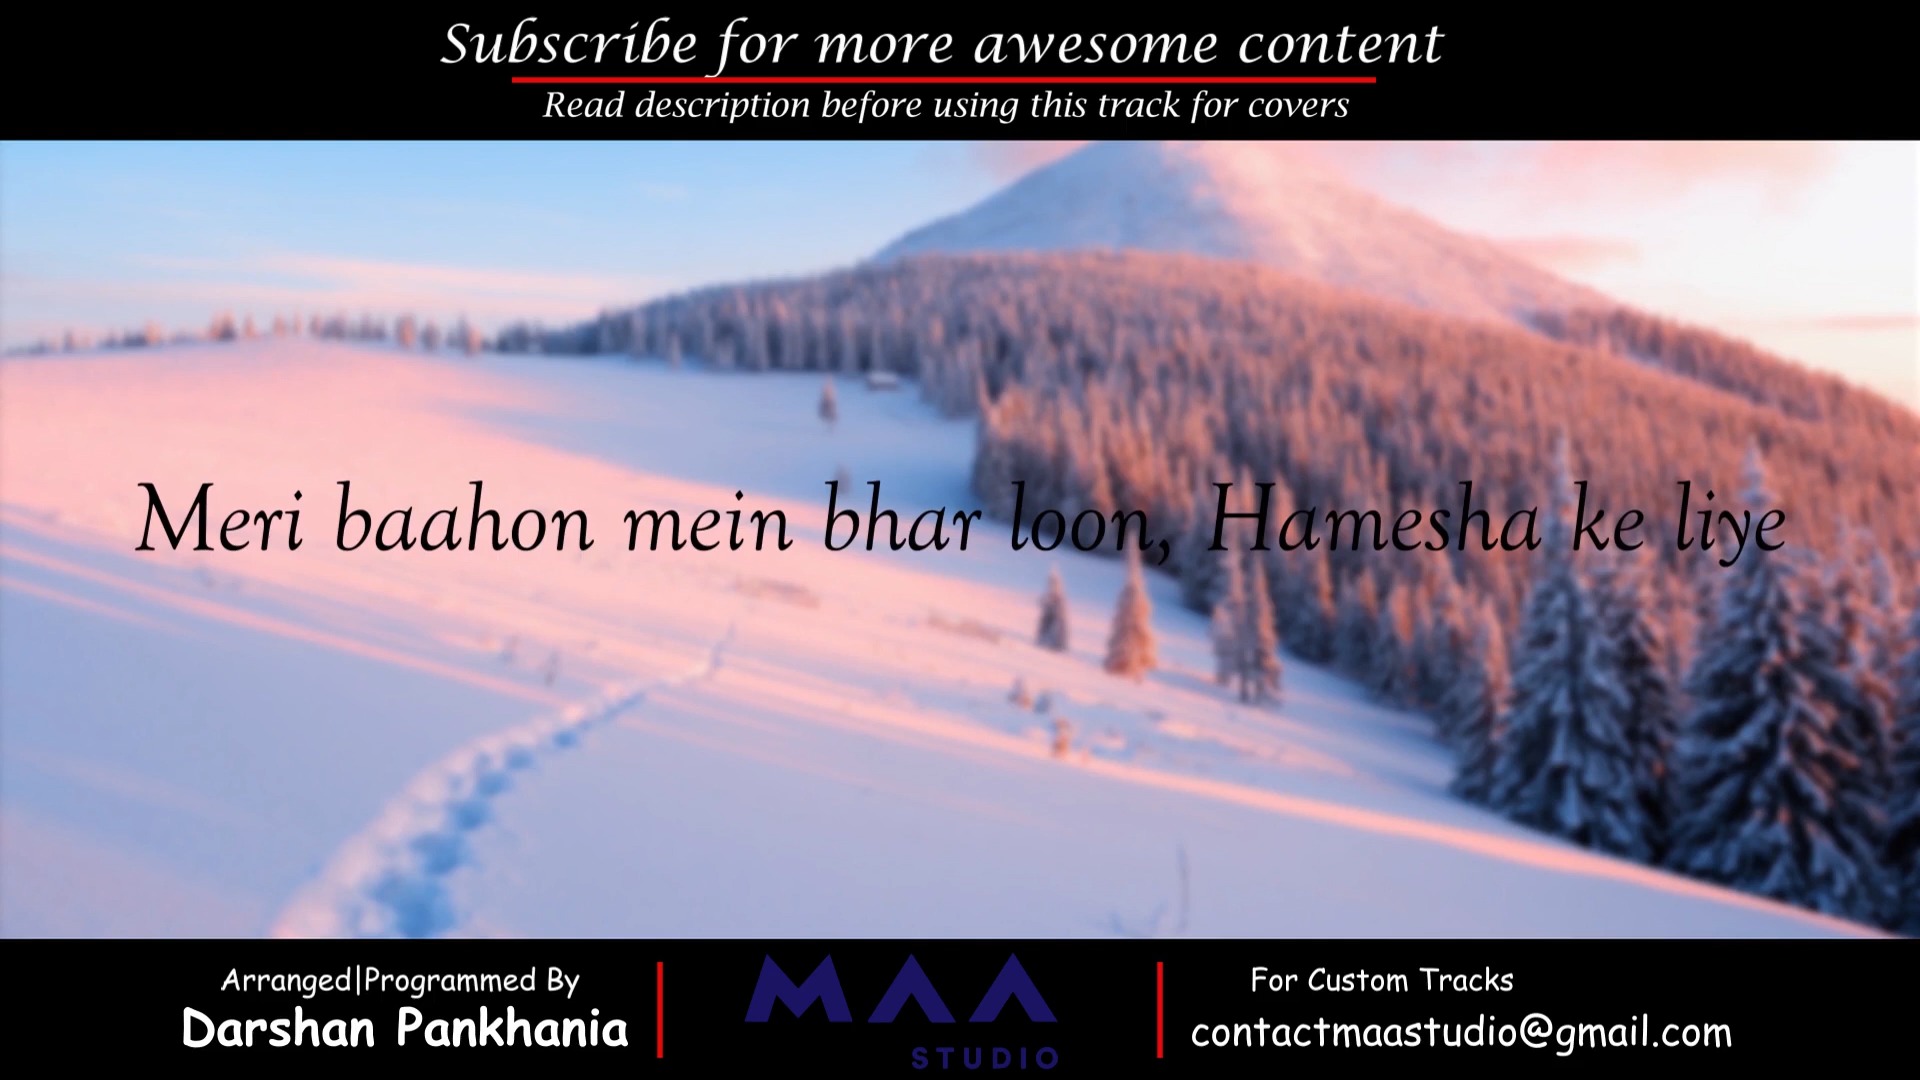 Subscribe for more awesome content
Read description before using this track for covers
Meri baahon mein bhar loon, Hamesha ke liye
Arranged|Programmed By
Darshan Pankhania
MAA
STUDIO
For Custom Tracks
contactmaastudio@gmail.com